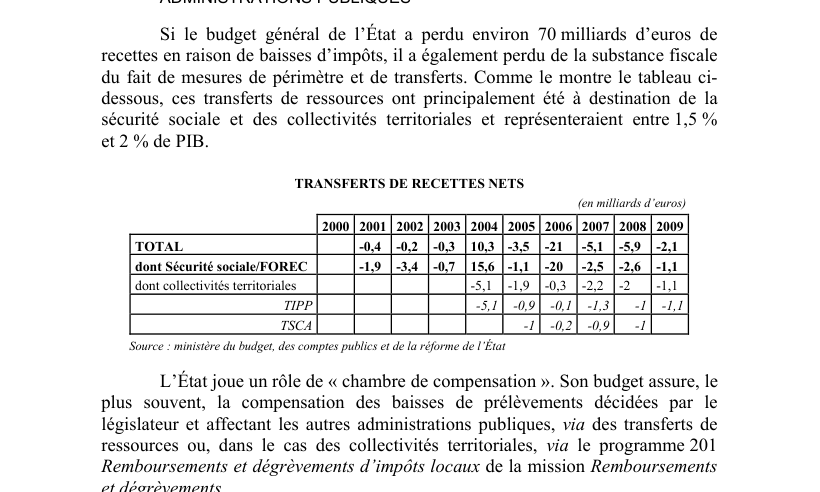 ADMINISTRATIONS PUBLIQUES
Si le budget général de l’État a perdu environ 70 milliards d’euros de
recettes en raison de baisses d’impôts, il a également perdu de la substance fiscale
du fait de mesures de périmètre et de transferts. Comme le montre le tableau ci-
dessous, ces transferts de ressources ont principalement été à destination de la
sécurité sociale et des collectivités territoriales et représenteraient entre 1,5 %
et 2 % de PIB.
TRANSFERTS DE RECETTES NETS
(en milliards d’euros)
2000 2001 2002 2003 2004 2005 2006 2007 2008 2009
TOTAL -0,4 -0,2 -0,3 10,3 -3,5 -21 -5,1 -5,9 -2,1
dont Sécurité sociale/FOREC -1,9 -3,4 -0,7 15,6 -1,1 -20 -2,5 -2,6 -1,1
dont collectivités territoriales -5,1 -1,9 -0,3 -2,2 -2 -1,1
TIPP -5,1 -0,9 -0,1 -1,3 -1 -1,1
TSCA -1 -0,2 -0,9 -1
Source : ministère du budget, des comptes publics et de la réforme de l’État
L’État joue un rôle de « chambre de compensation ». Son budget assure, le
plus souvent, la compensation des baisses de prélèvements décidées par le
législateur et affectant les autres administrations publiques, via des transferts de
ressources ou, dans le cas des collectivités territoriales, via le programme 201
Remboursements et dégrèvements d’impôts locaux de la mission Remboursements
et dégrèvements